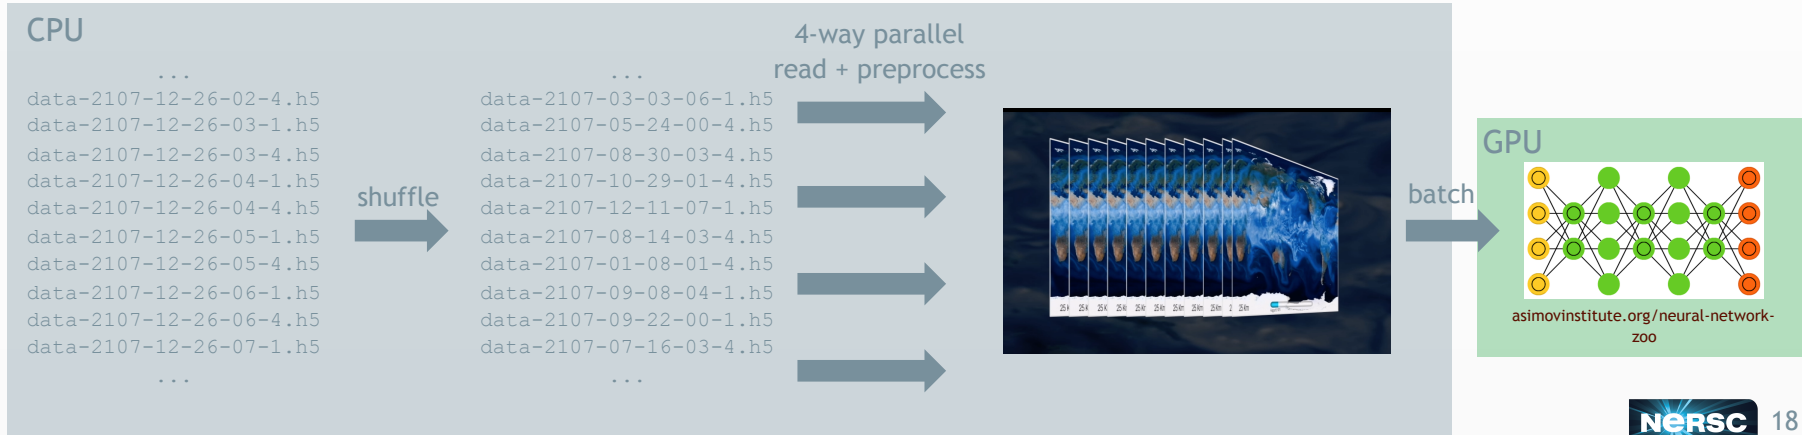 CPU
...
data-2107-12-26-02-4.h5
data-2107-12-26-03-1.h5
data-2107-12-26-03-4.h5
data-2107-12-26-04-1.h5
data-2107-12-26-04-4.h5
data-2107-12-26-05-1.h5
data-2107-12-26-05-4.h5
data-2107-12-26-06-1.h5
data-2107-12-26-06-4.h5
data-2107-12-26-07-1.h5
...
shuffle
...
data-2107-03-03-06-1.h5
data-2107-05-24-00-4.h5
data-2107-08-30-03-4.h5
data-2107-10-29-01-4.h5
data-2107-12-11-07-1.h5
data-2107-08-14-03-4.h5
data-2107-01-08-01-4.h5
data-2107-09-08-04-1.h5
data-2107-09-22-00-1.h5
data-2107-07-16-03-4.h5
...
4-way parallel
read + preprocess
batch
GPU
asimovinstitute.org/neural-network-
zoo
NERSC
18